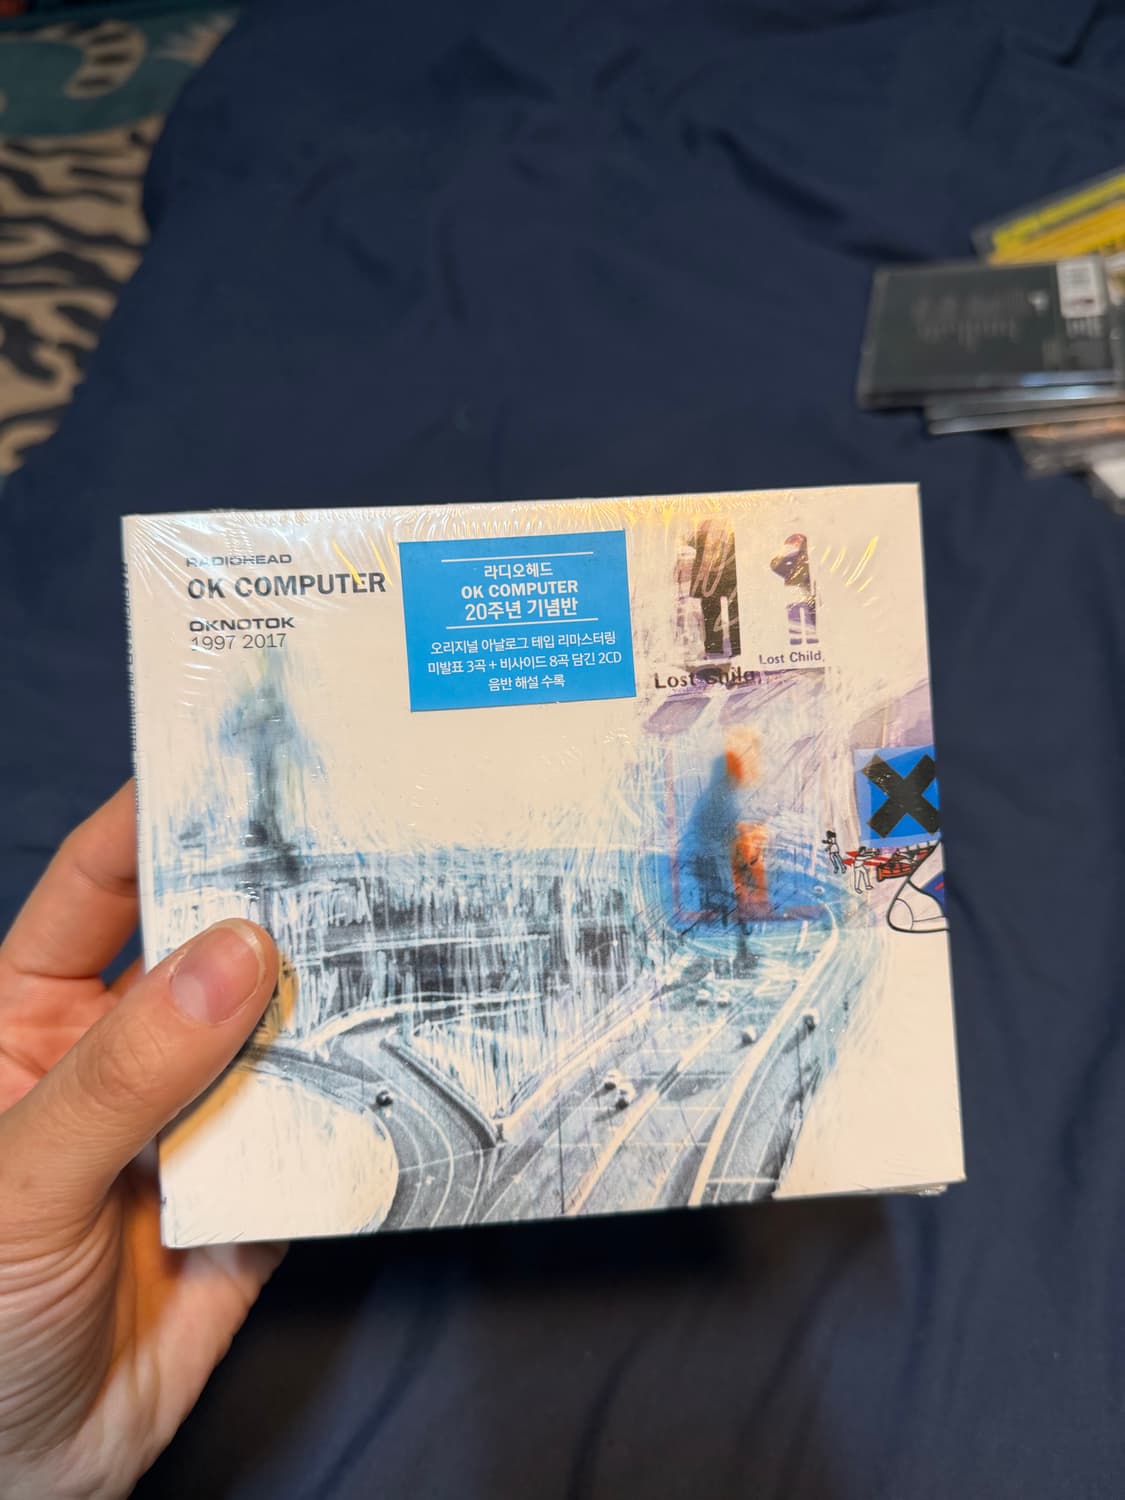 RADIOHEAD
OK COMPUTER
OKNOTOK
1997 2017
라디오헤드
OK COMPUTER
20주년 기념반
오리지널 아날로그 테입 리마스터링
미발표 3곡 + 비사이드 8곡 담긴 2CD
음반 해설 수록
Lost Child,
Lost Child,